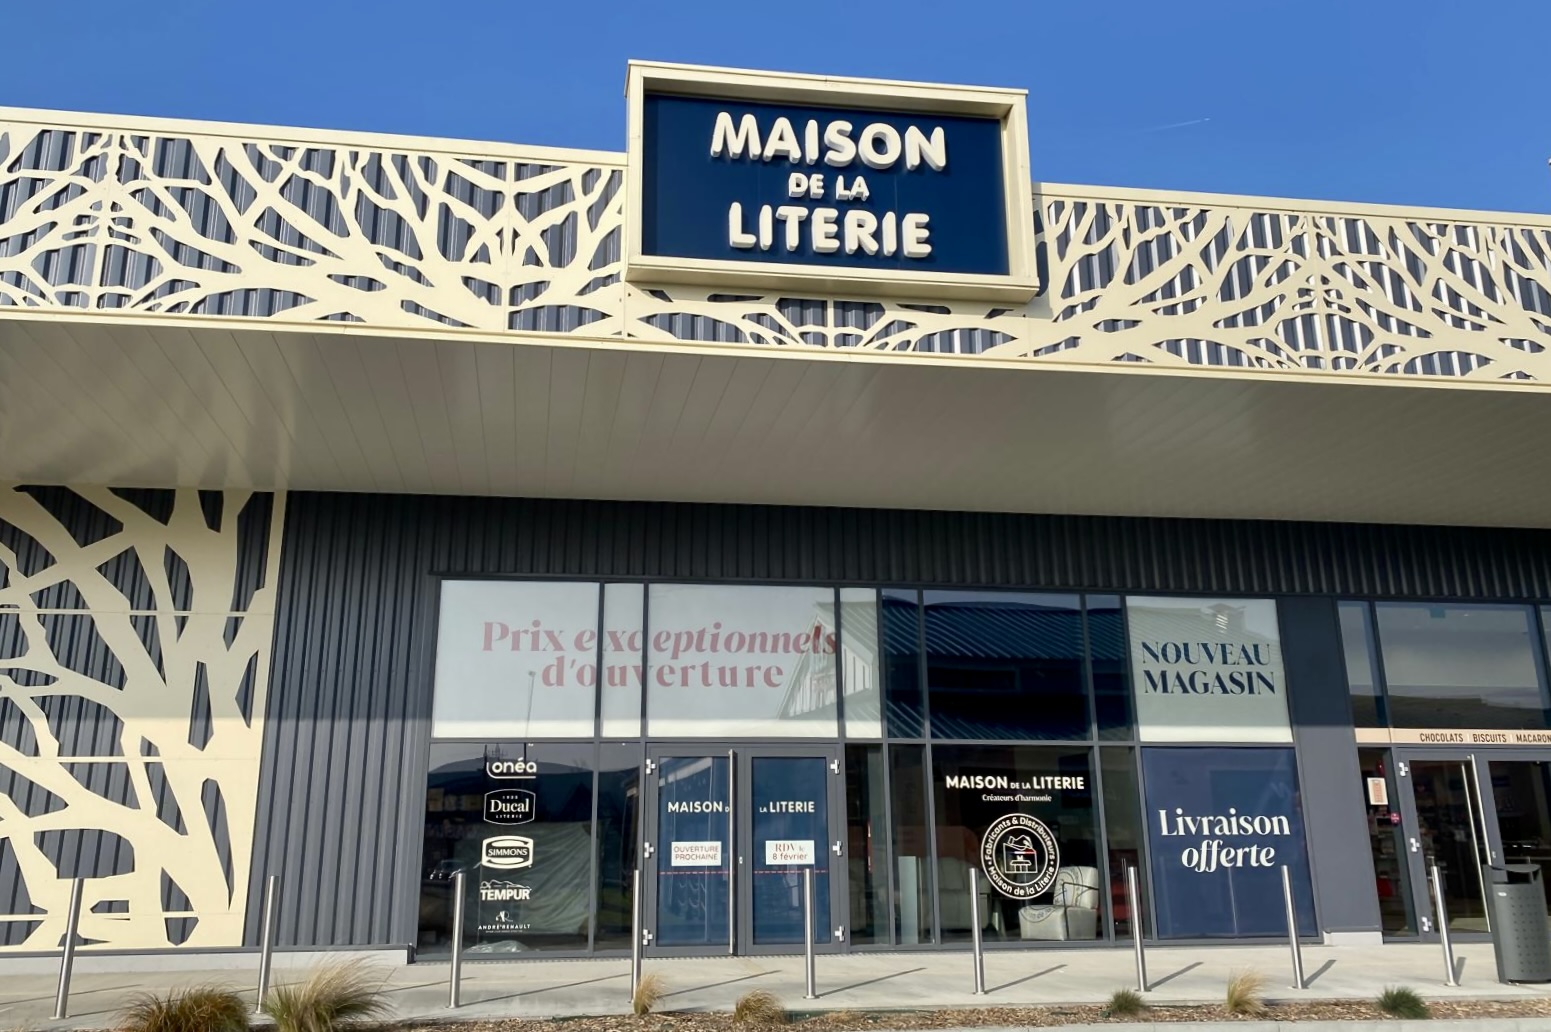 MAISON
DE LA
LITERIE
Prix exceptionnels
d'ouverture
NOUVEAU
MAGASIN
CHOCOLATS | BISCUITS | MACARON
onéa
Ducal
LITERIE
SIMMONS
TEMPUR
ANDRÉ RENAULT
MAISON D
LA LITERIE
OUVERTURE
PROCHAINE
RDV le
8 février
MAISON DE LA LITERIE
Créateurs d'harmonie
Fabricants & Distributeurs
Maison de la Literie
Livraison
offerte